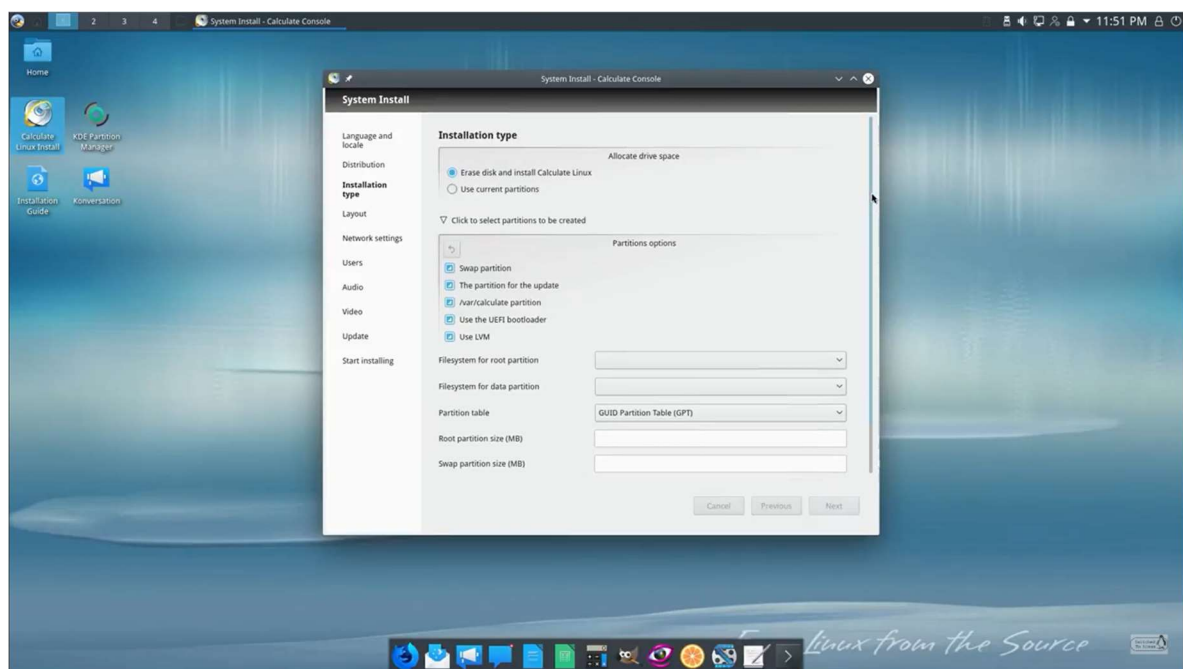 2 3 4 System Install - Calculate Console 11:51 PM
Home
Calculate
Linux Install
KDE Partition
Manager
Installation
Guide
Konversation
System Install - Calculate Console
System Install
Language and
locale
Distribution
Installation
type
Layout
Network settings
Users
Audio
Video
Update
Start installing
Installation type
Allocate drive space
Erase disk and install Calculate Linux
Use current partitions
Click to select partitions to be created
Partitions options
Swap partition
The partition for the update
/var/calculate partition
Use the UEFI bootloader
Use LVM
Filesystem for root partition
Filesystem for data partition
Partition table GUID Partition Table (GPT)
Root partition size (MB)
Swap partition size (MB)
Cancel Previous Next
Linux from the Source